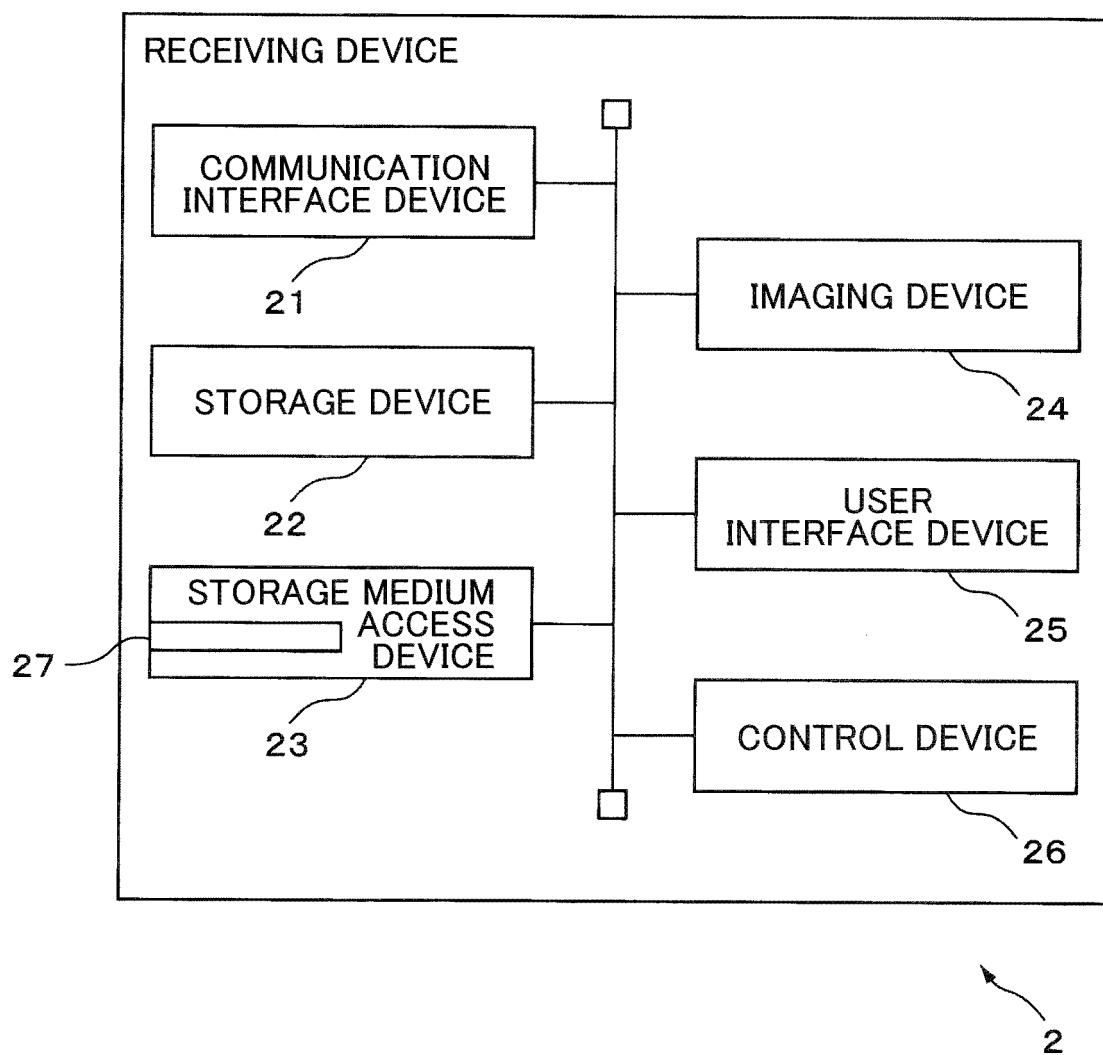 RECEIVING DEVICE
COMMUNICATION
INTERFACE DEVICE
21
IMAGING DEVICE
24
STORAGE DEVICE
22
USER
INTERFACE DEVICE
25
STORAGE MEDIUM
ACCESS
DEVICE
27
23
CONTROL DEVICE
26
2